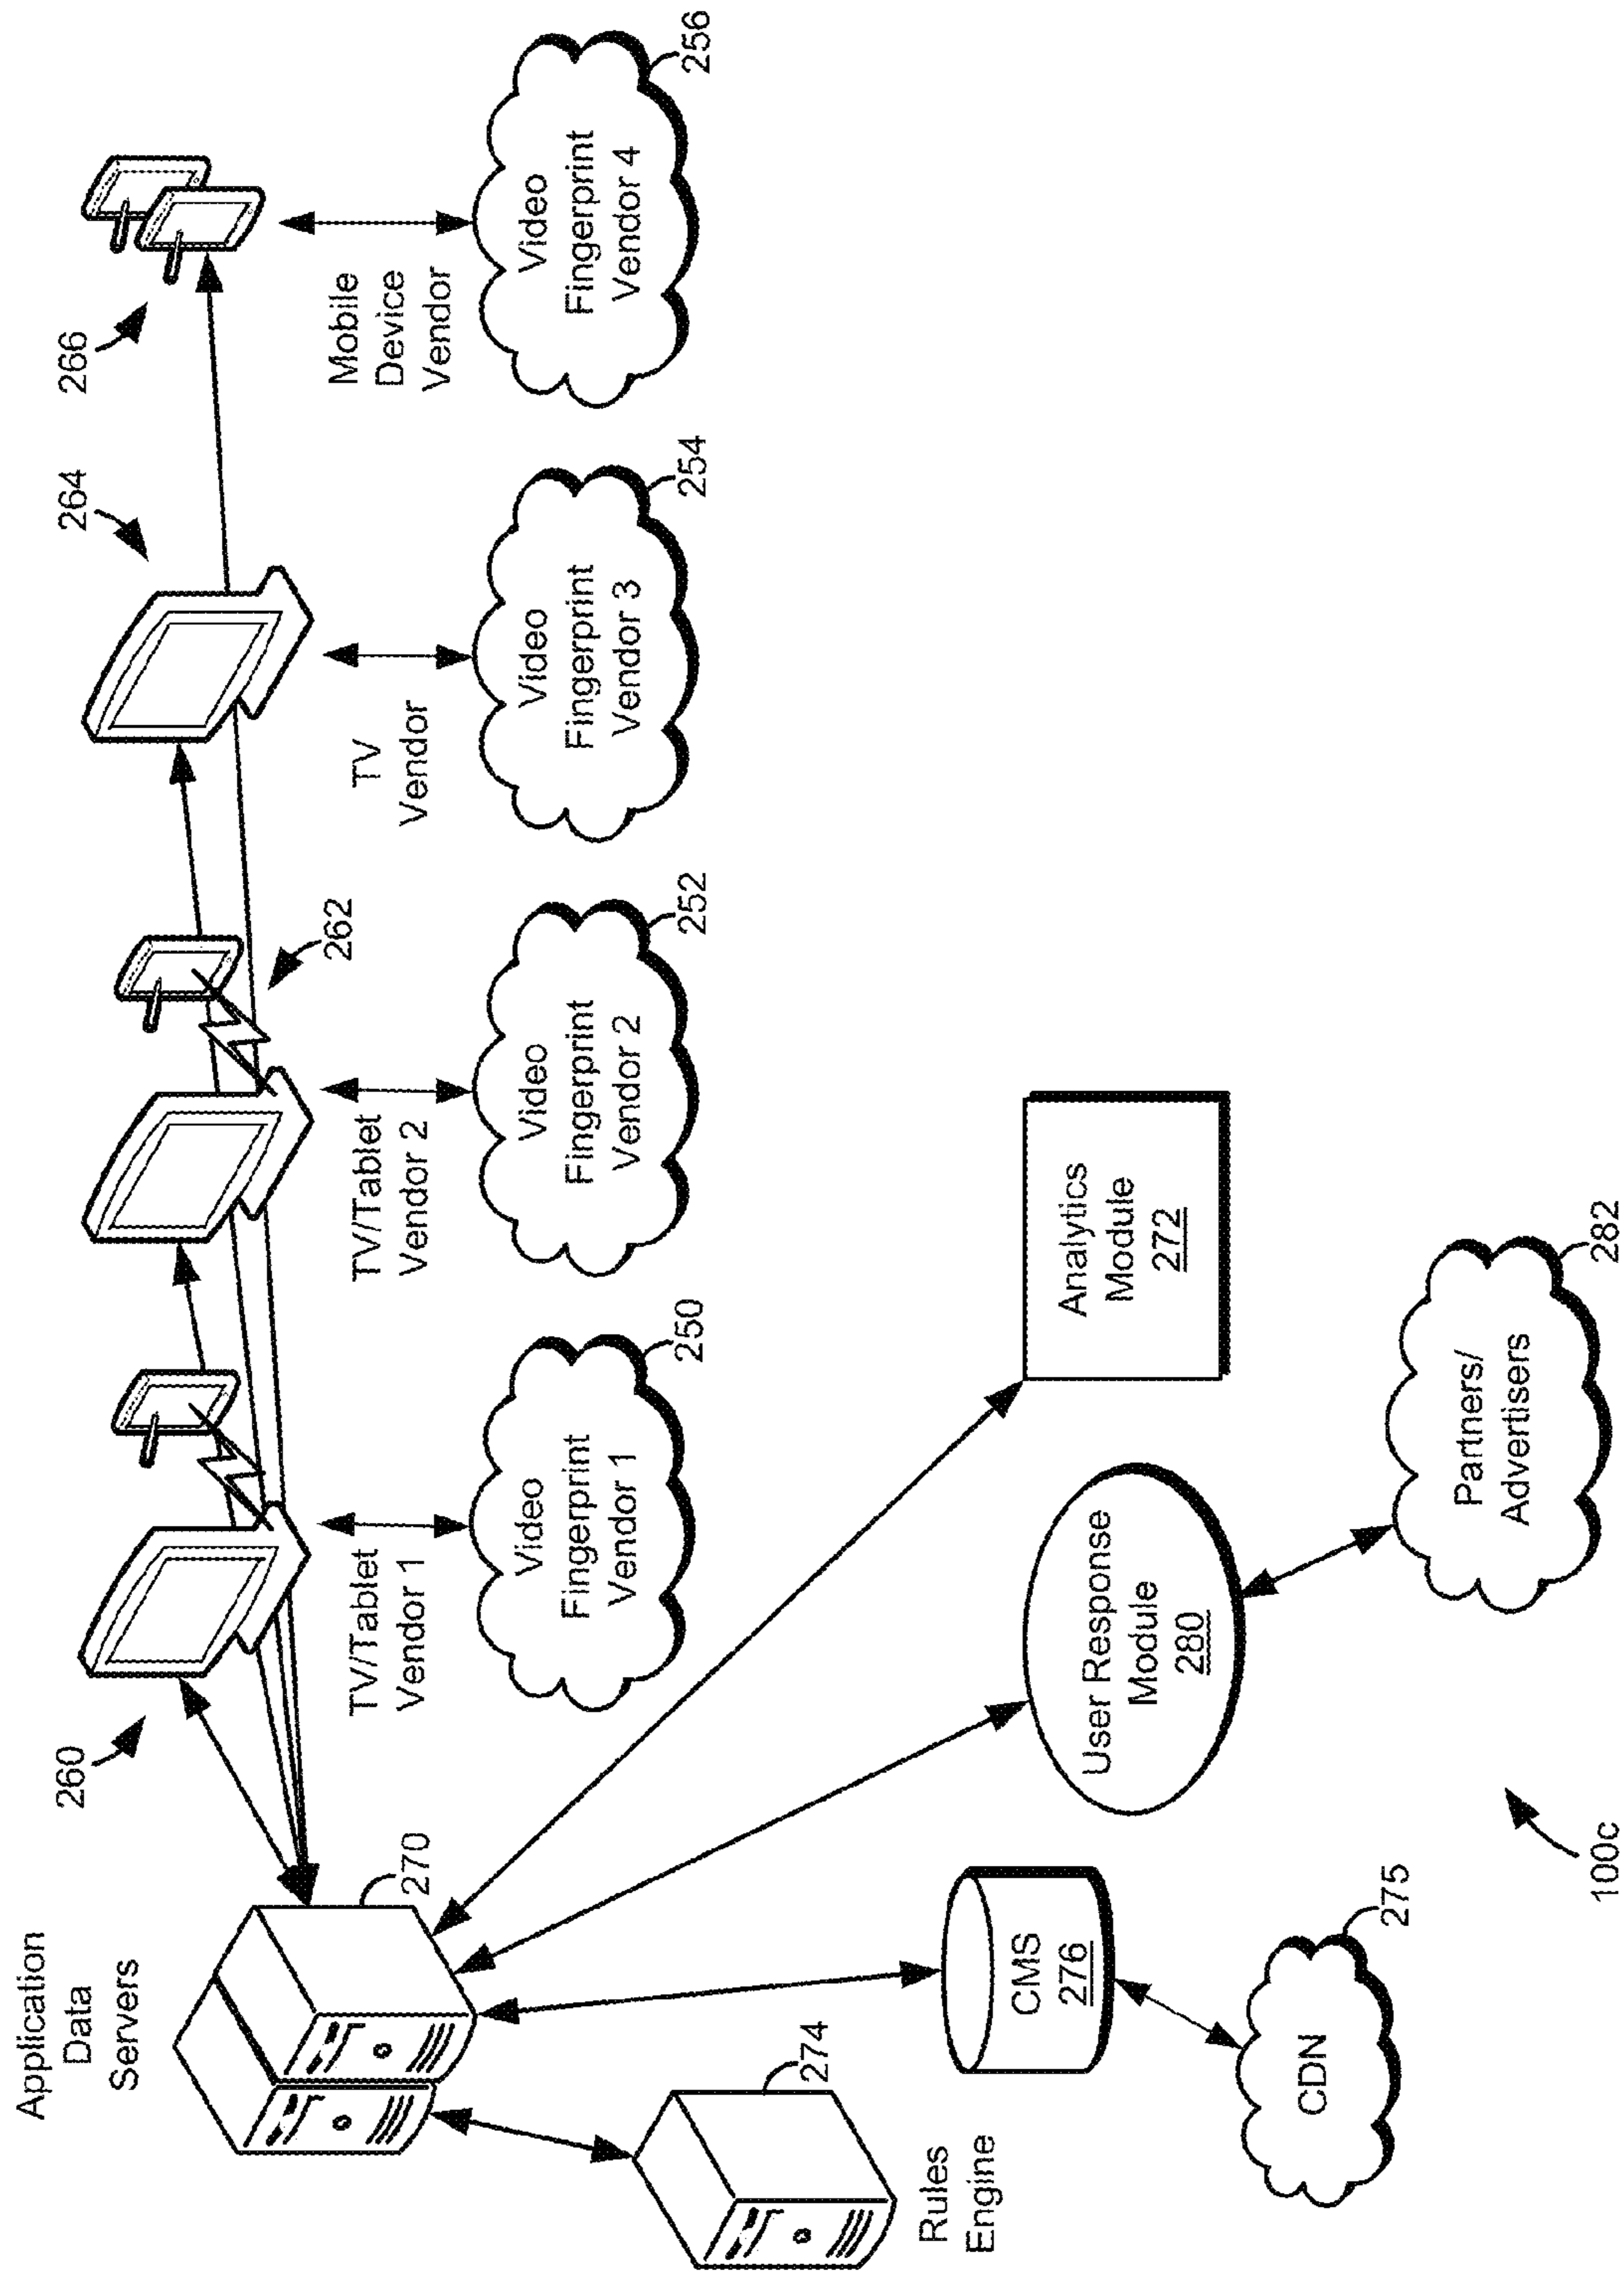 Application
Data
Servers
270
260
262
264
266
TV/Tablet
Vendor 1
TV/Tablet
Vendor 2
TV
Vendor
Mobile
Device
Vendor
Video
Fingerprint
Vendor 1
250
Video
Fingerprint
Vendor 2
252
Video
Fingerprint
Vendor 3
254
Video
Fingerprint
Vendor 4
256
274
Rules
Engine
CMS
276
CDN
275
User Response
Module
280
Analytics
Module
272
Partners/
Advertisers
282
100c